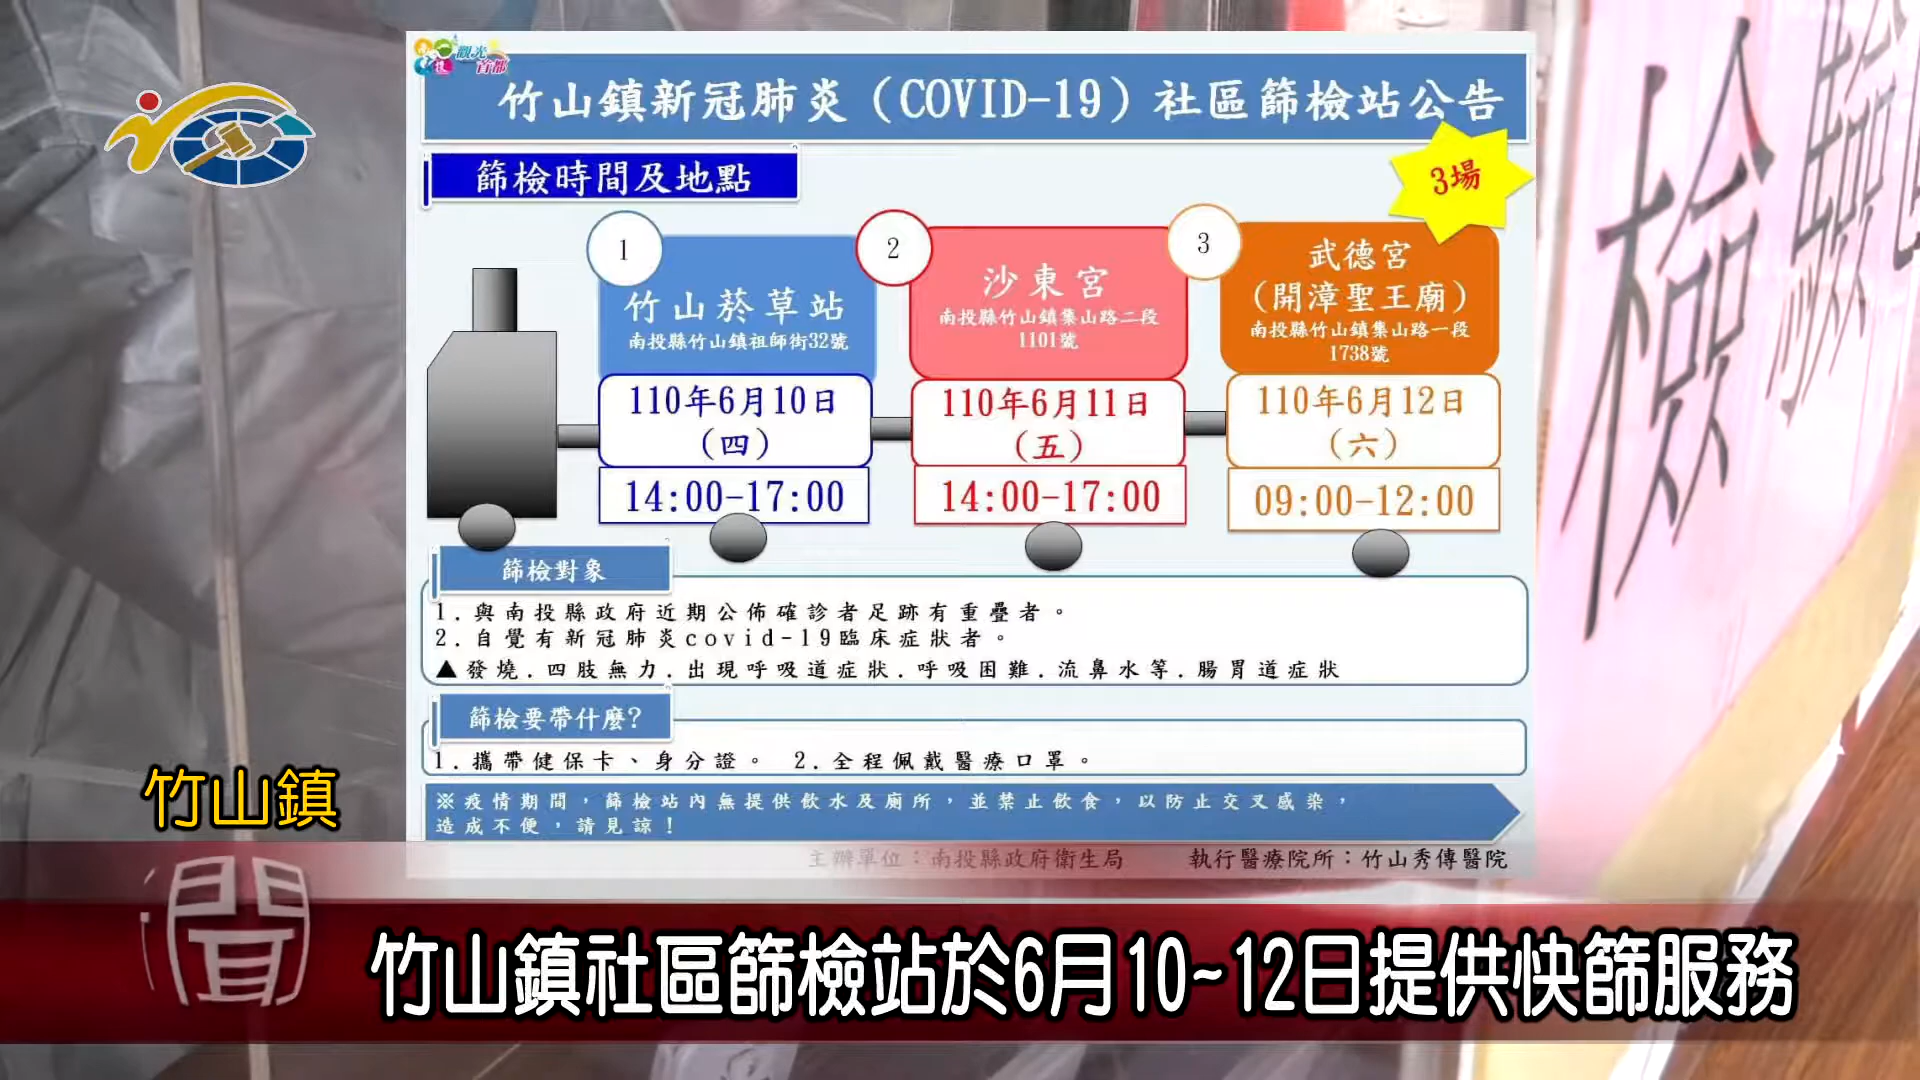 觀光
首都
竹山鎮新冠肺炎（COVID-19）社區篩檢站公告
篩檢時間及地點
3場
1
竹山菸草站
南投縣竹山鎮祖師街32號
110年6月10日
（四）
14:00-17:00
2
沙東宮
南投縣竹山鎮集山路二段
1101號
110年6月11日
（五）
14:00-17:00
3
武德宮
（開漳聖王廟）
南投縣竹山鎮集山路一段
1738號
110年6月12日
（六）
09:00-12:00
篩檢對象
1.與南投縣政府近期公佈確診者足跡有重疊者。
2.自覺有新冠肺炎covid-19臨床症狀者。
▲發燒.四肢無力.出現呼吸道症狀.呼吸困難.流鼻水等.腸胃道症狀
篩檢要帶什麼?
1.攜帶健保卡、身分證。 2.全程佩戴醫療口罩。
※疫情期間，篩檢站內無提供飲水及廁所，並禁止飲食，以防止交叉感染，
造成不便，請見諒！
主辦單位：南投縣政府衛生局 執行醫療院所：竹山秀傳醫院
檢驗
竹山鎮
聞
竹山鎮社區篩檢站於6月10~12日提供快篩服務